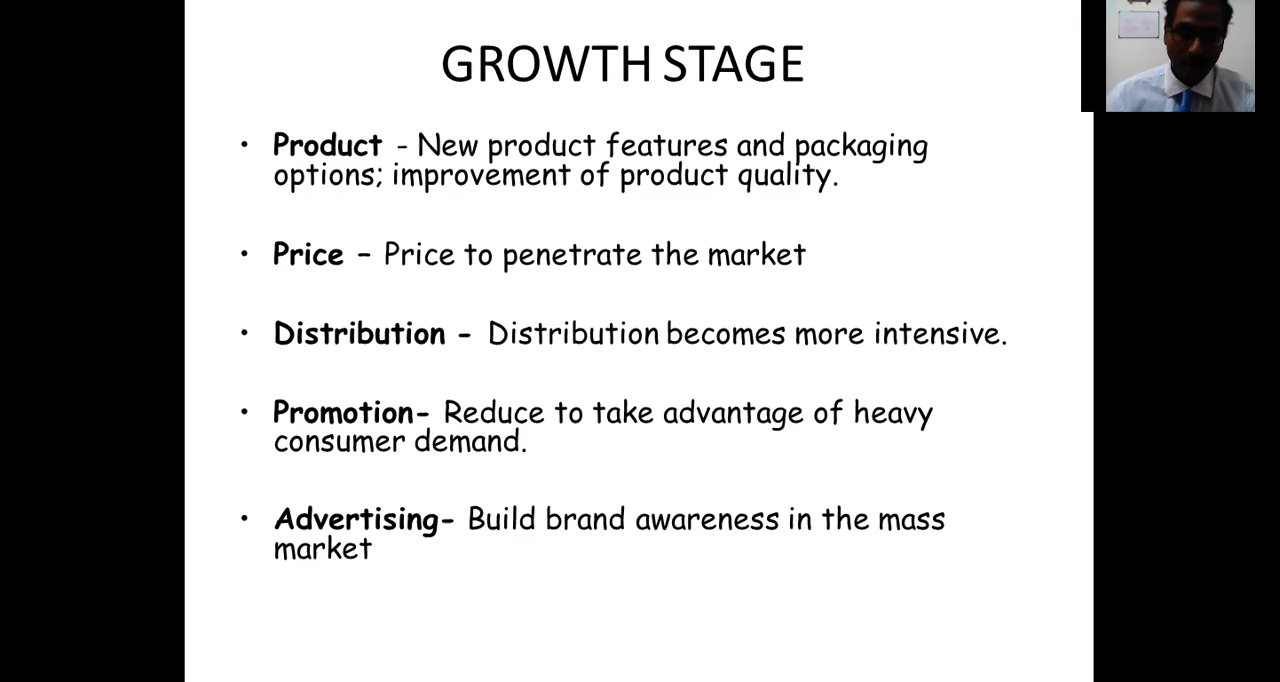 GROWTH STAGE
• Product - New product features and packaging
options; improvement of product quality.
• Price – Price to penetrate the market
• Distribution - Distribution becomes more intensive.
• Promotion- Reduce to take advantage of heavy
consumer demand.
• Advertising- Build brand awareness in the mass
market